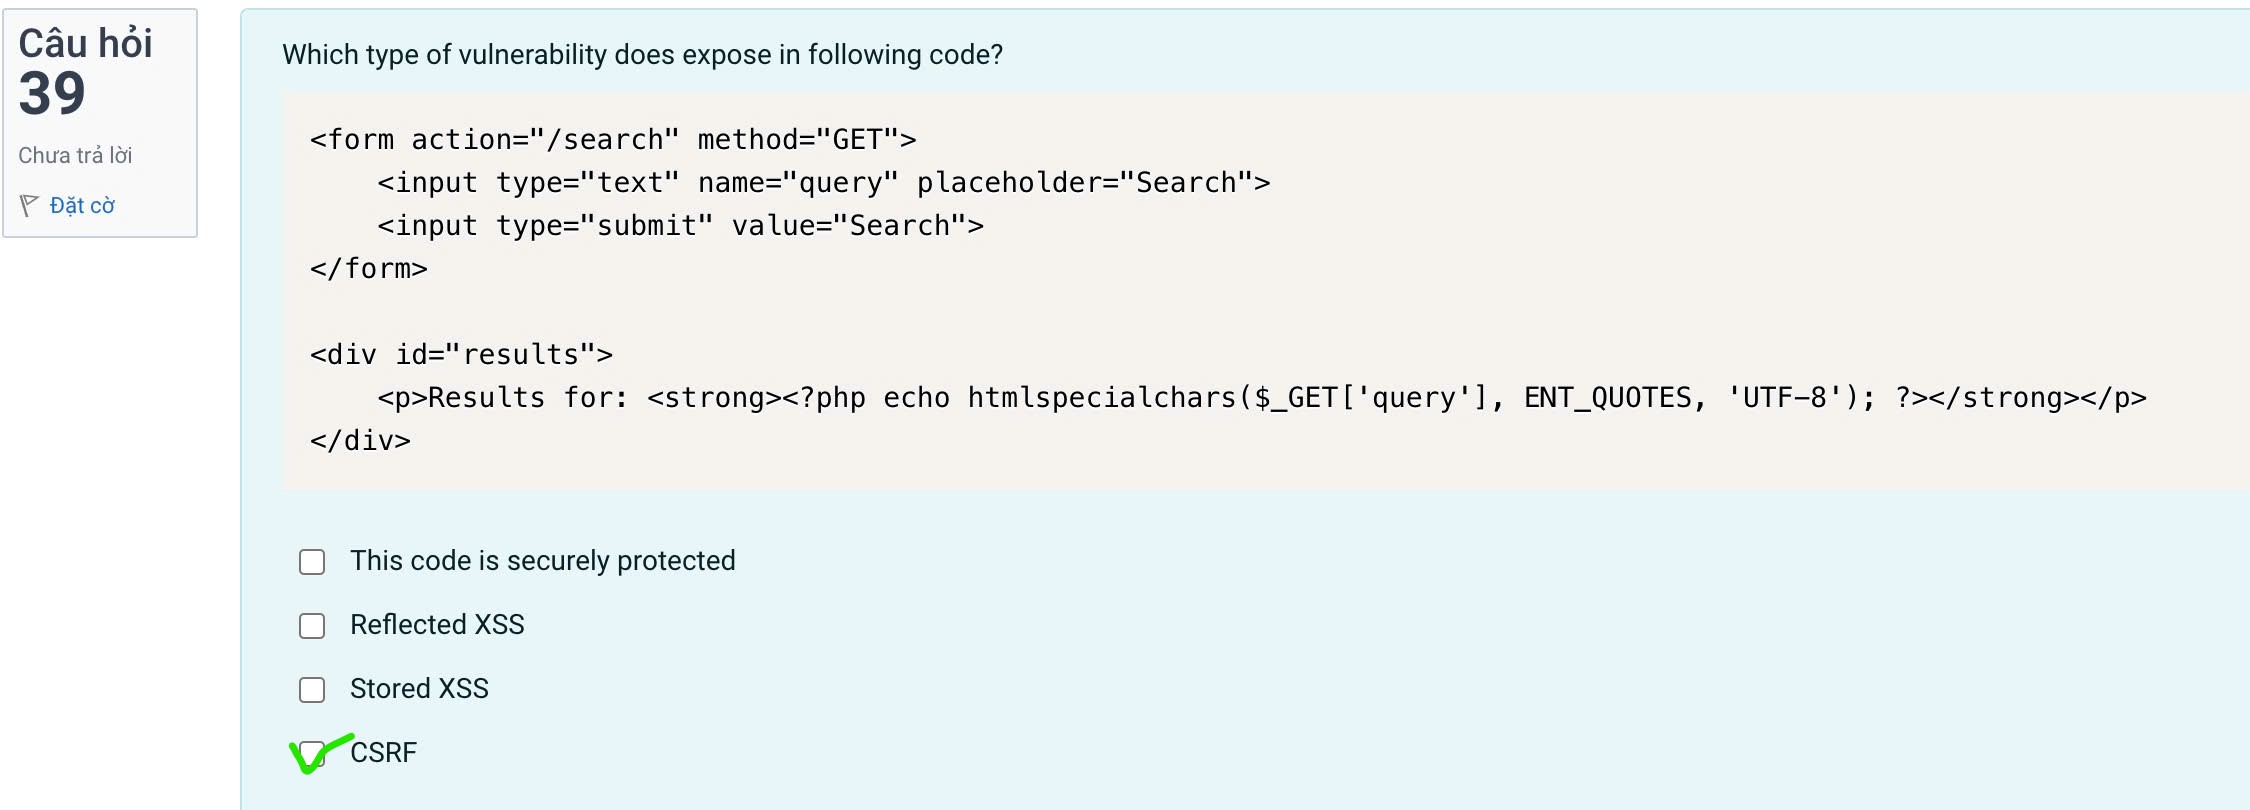 Câu hỏi
39
Chưa trả lời
Đặt cờ
Which type of vulnerability does expose in following code?
<form action="/search" method="GET">
    <input type="text" name="query" placeholder="Search">
    <input type="submit" value="Search">
</form>

<div id="results">
    <p>Results for: <strong><?php echo htmlspecialchars($_GET['query'], ENT_QUOTES, 'UTF-8'); ?></strong></p>
</div>
This code is securely protected
Reflected XSS
Stored XSS
CSRF